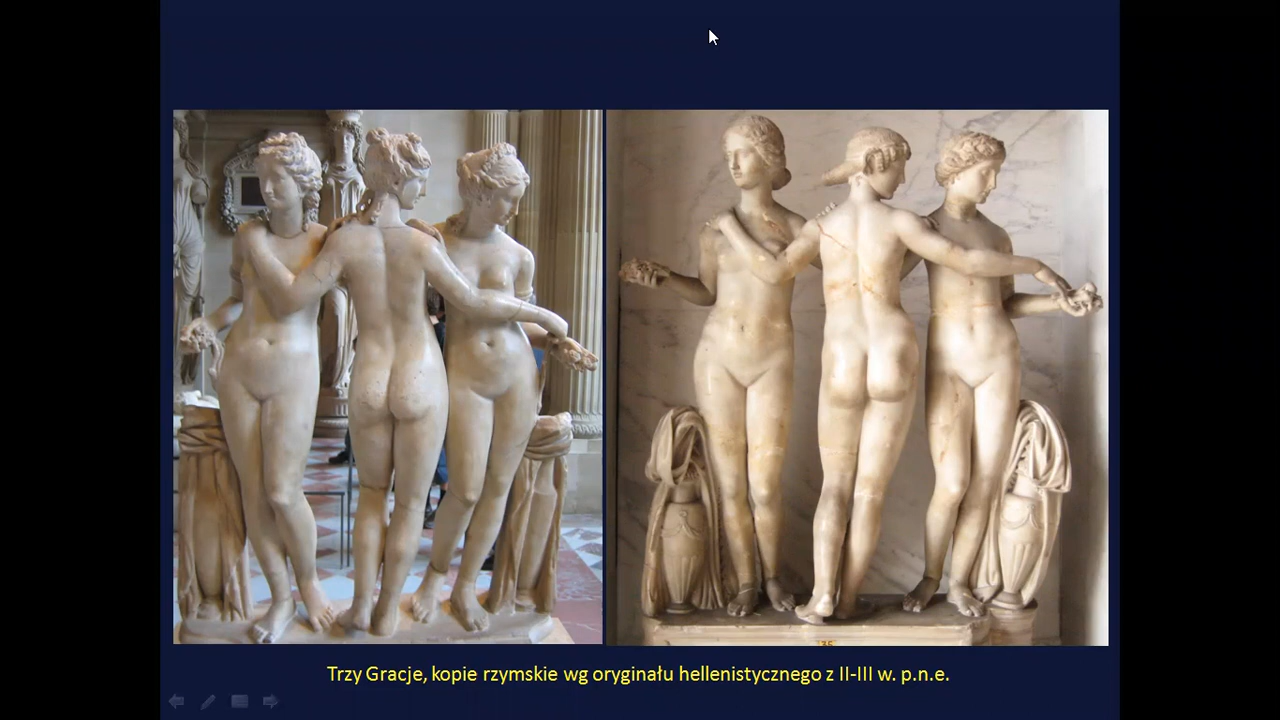 Trzy Gracje, kopie rzymskie wg oryginału hellenistycznego z II-III w. p.n.e.